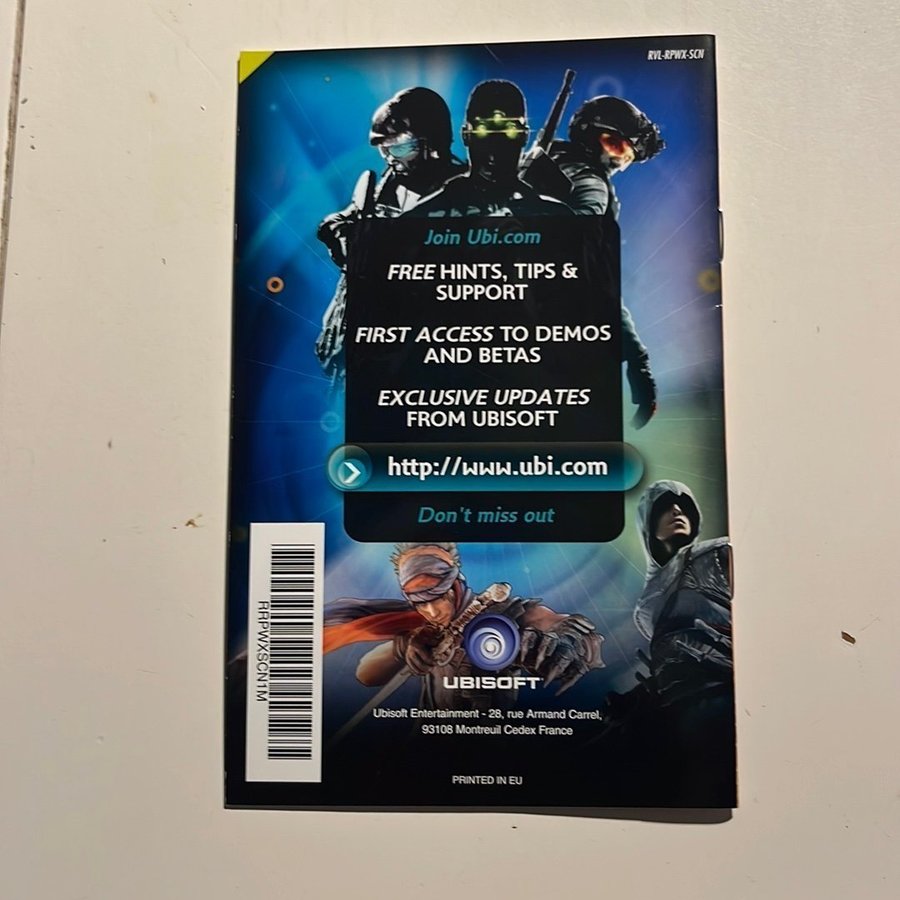 RVL-RPWX-SCN
Join Ubi.com
FREE HINTS, TIPS &
SUPPORT
FIRST ACCESS TO DEMOS
AND BETAS
EXCLUSIVE UPDATES
FROM UBISOFT
http://www.ubi.com
Don't miss out
RRPWXSCN1M
UBISOFT
Ubisoft Entertainment - 28, rue Armand Carrel,
93108 Montreuil Cedex France
PRINTED IN EU